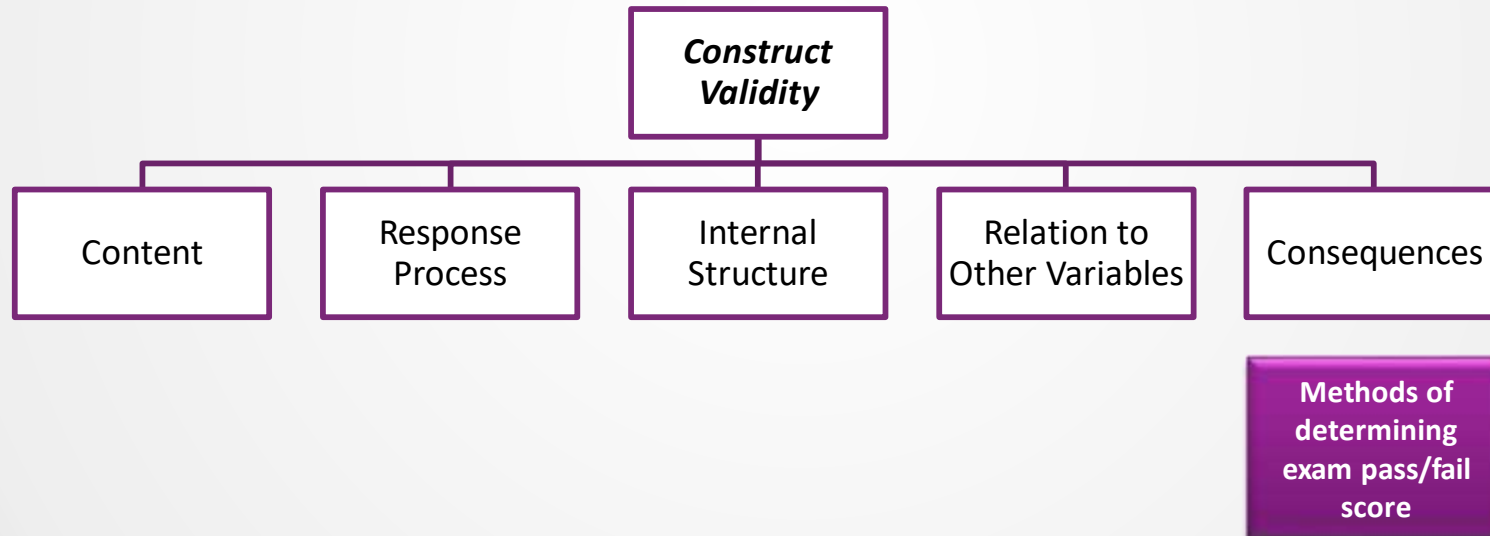 Construct
Validity
Content
Response
Process
Internal
Structure
Relation to
Other Variables
Consequences
Methods of
determining
exam pass/fail
score